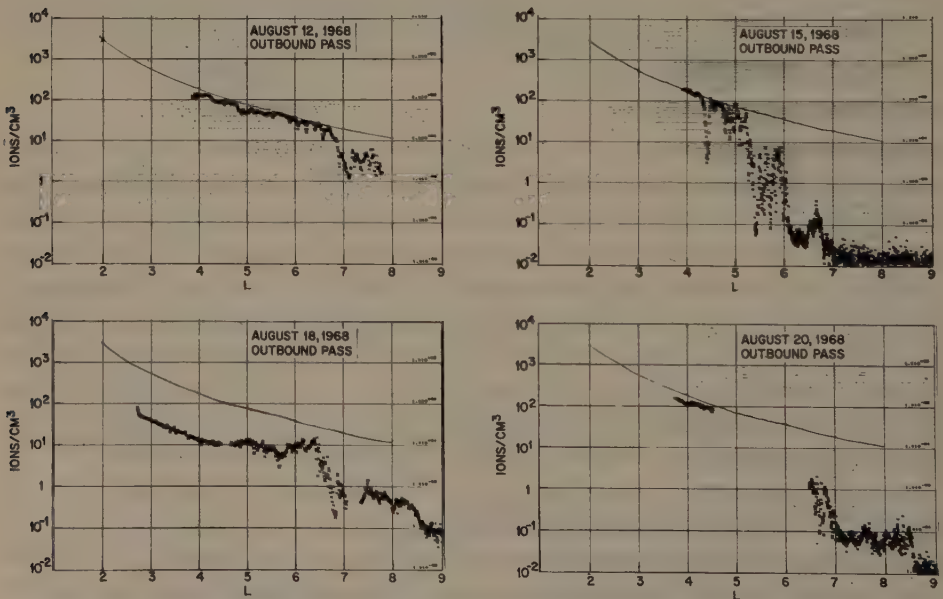 AUGUST 12, 1968
OUTBOUND PASS
IONS/CM³
10⁴
10³
10²
10¹
1
10⁻¹
10⁻²
2 3 4 5 6 7 8 9
L
AUGUST 15, 1968
OUTBOUND PASS
IONS/CM³
10⁴
10³
10²
10¹
1
10⁻¹
10⁻²
2 3 4 5 6 7 8 9
L
AUGUST 18, 1968
OUTBOUND PASS
IONS/CM³
10⁴
10³
10²
10¹
1
10⁻¹
10⁻²
2 3 4 5 6 7 8 9
L
AUGUST 20, 1968
OUTBOUND PASS
IONS/CM³
10⁴
10³
10²
10¹
1
10⁻¹
10⁻²
2 3 4 5 6 7 8 9
L